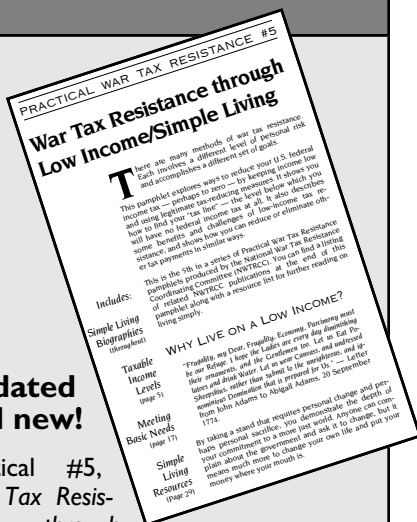 PRACTICAL WAR TAX RESISTANCE #5
War Tax Resistance through
Low Income/Simple Living
There are many methods of war tax resistance.
Each involves a different level of personal risk
and accomplishes a different set of goals.
This pamphlet explores ways to reduce your U.S. federal
income tax — perhaps to zero — by keeping income low
and using legitimate tax-reducing measures. It shows you
how to find your "tax line" — the level below which you
will have no federal income tax at all. It also describes
some benefits and challenges of low-income tax re-
sistance, and shows how you can reduce or eliminate oth-
er tax payments in similar ways.
This is the 5th in a series of Practical War Tax Resistance
pamphlets produced by the National War Tax Resistance
Coordinating Committee (NWTRCC). You can find a listing
of related NWTRCC publications at the end of this
pamphlet along with a resource list for further reading on
living simply.
Includes:
Simple Living
Biographies
(throughout)
Taxable
Income
Levels
(page 5)
Meeting
Basic Needs
(page 17)
Simple
Living
Resources
(Page 29)
WHY LIVE ON A LOW INCOME?
"Frugality, my Dear, Frugality, Economy, Parcimony must
be our Refuge. I hope the Ladies are every day diminishing
their ornaments, and the Gentlemen too. Let us Eat Po-
tatoes and drink Water. Let us wear Canvass, and undressed
Sheepskins, rather than submit to the unrighteous, and ig-
nominious Domination that is prepared for Us." — Letter
from John Adams to Abigail Adams, 20 September
1774.
By taking a stand that requires personal change and per-
haps personal sacrifice, you demonstrate the depth of
your commitment to a more just world. Anyone can com-
plain about the government and ask it to change, but it
means much more to change your own life and put your
money where your mouth is.
dated
d new!
tical #5,
Tax Resis-
through